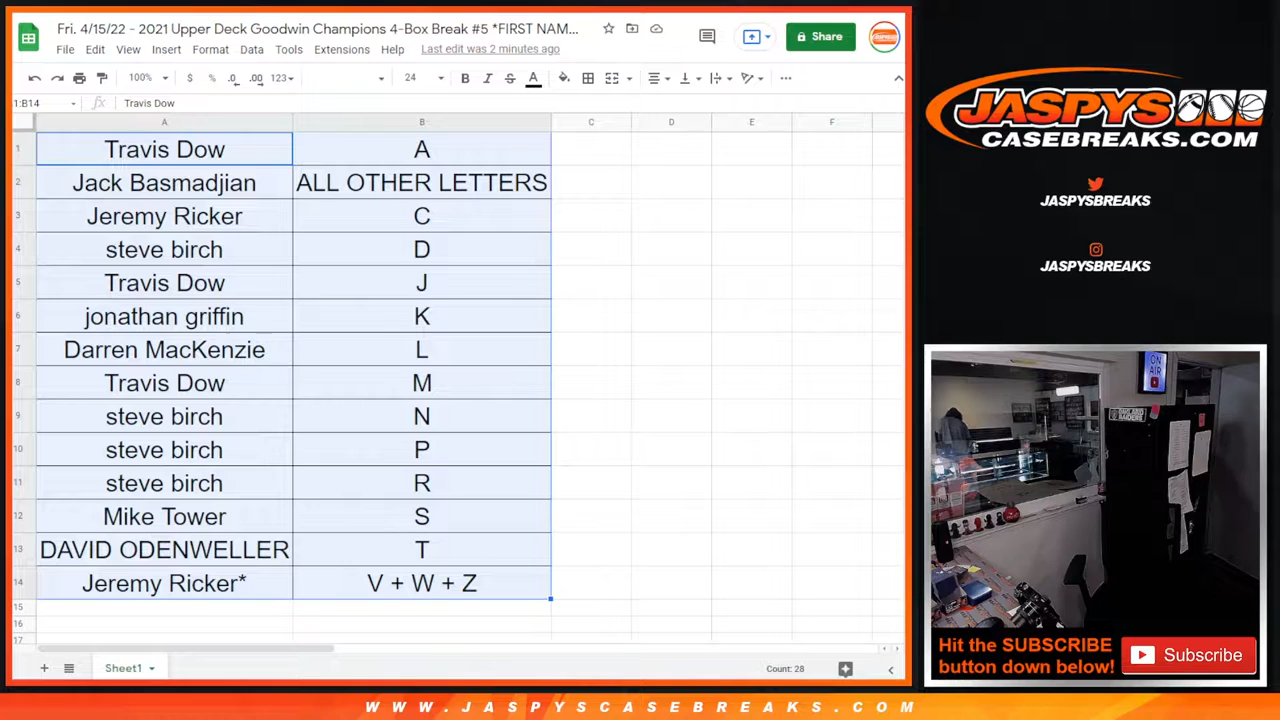 Fri. 4/15/22 - 2021 Upper Deck Goodwin Champions 4-Box Break #5 *FIRST NAM...
File Edit View Insert Format Data Tools Extensions Help Last edit was 2 minutes ago
Share
100% $ % .0 .00 123 24 B I S A
1:B14 fx Travis Dow
A B C D E F
1 Travis Dow A
2 Jack Basmadjian ALL OTHER LETTERS
3 Jeremy Ricker C
4 steve birch D
5 Travis Dow J
6 jonathan griffin K
7 Darren MacKenzie L
8 Travis Dow M
9 steve birch N
10 steve birch P
11 steve birch R
12 Mike Tower S
13 DAVID ODENWELLER T
14 Jeremy Ricker* V + W + Z
15
16
17
Sheet1
Count: 28
JASPYS
CASEBREAKS.COM
JASPYSBREAKS
JASPYSBREAKS
ON
AIR
Hit the SUBSCRIBE
button down below!
Subscribe
WWW.JASPYSCASEBREAKS.COM